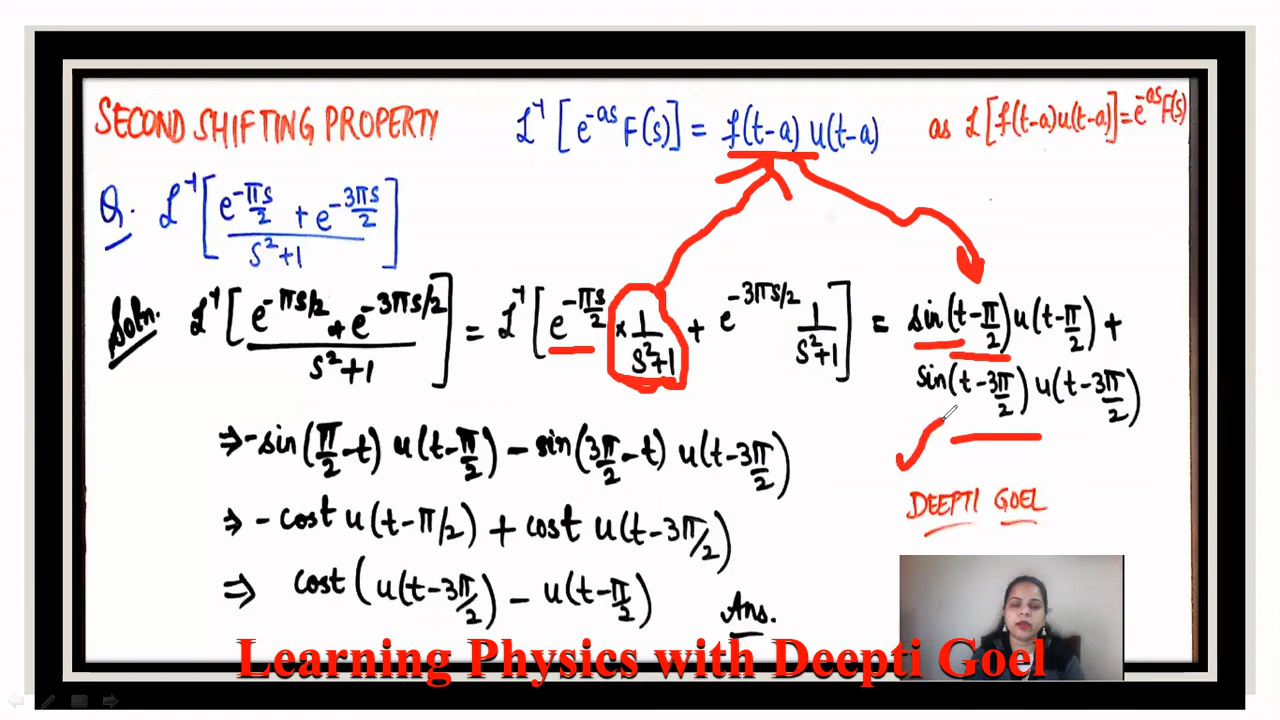 SECOND SHIFTING PROPERTY L⁻¹[e^-as F(s)] = f(t-a) u(t-a) as L[f(t-a)u(t-a)] = e^-as F(s)
Q. L⁻¹[(e^-πs/2 + e^-3πs/2)/(s²+1)]
Soln. L⁻¹[(e^-πs/2 + e^-3πs/2)/(s²+1)] = L⁻¹[e^-πs/2 × 1/(s²+1) + e^-3πs/2 1/(s²+1)] = sin(t-π/2) u(t-π/2) +
sin(t-3π/2) u(t-3π/2)
⇒ -sin(π/2-t) u(t-π/2) - sin(3π/2-t) u(t-3π/2)
⇒ -cost u(t-π/2) + cost u(t-3π/2)
⇒ cost (u(t-3π/2) - u(t-π/2)
Ans.
DEEPTI GOEL
Learning Physics with Deepti Goel